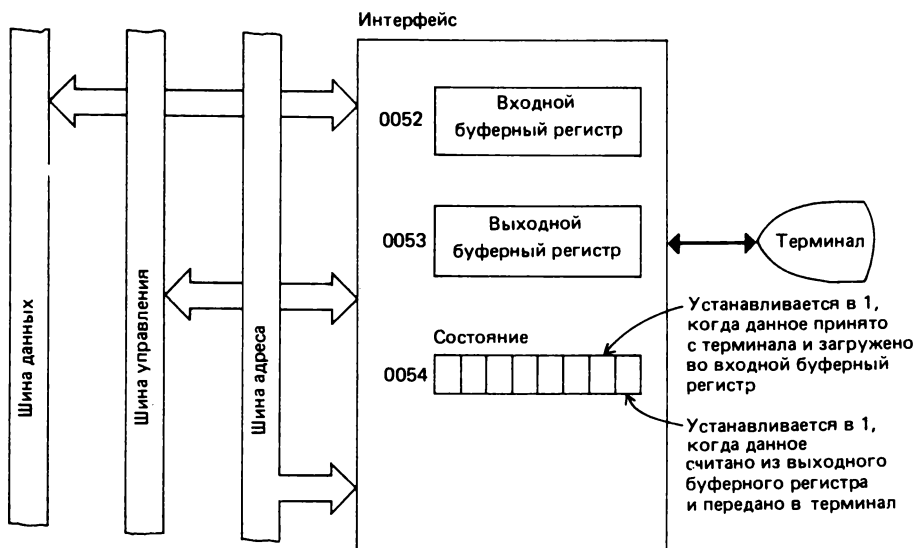 Интерфейс
Шина данных
Шина управления
Шина адреса
0052
Входной
буферный регистр
0053
Выходной
буферный регистр
Терминал
Состояние
0054
Устанавливается в 1,
когда данное принято
с терминала и загружено
во входной буферный
регистр
Устанавливается в 1,
когда данное
считано из выходного
буферного регистра
и передано в терминал